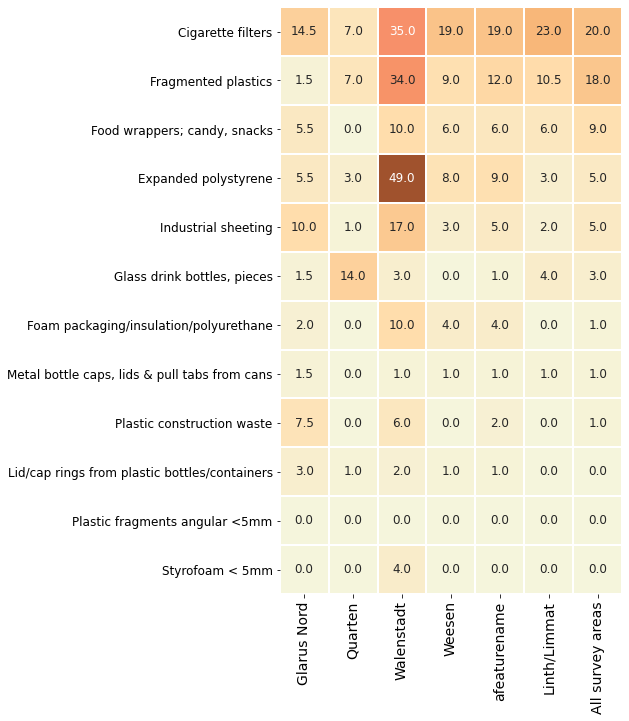 Cigarette filters 14.5 7.0 35.0 19.0 19.0 23.0 20.0
Fragmented plastics 1.5 7.0 34.0 9.0 12.0 10.5 18.0
Food wrappers; candy, snacks 5.5 0.0 10.0 6.0 6.0 6.0 9.0
Expanded polystyrene 5.5 3.0 49.0 8.0 9.0 3.0 5.0
Industrial sheeting 10.0 1.0 17.0 3.0 5.0 2.0 5.0
Glass drink bottles, pieces 1.5 14.0 3.0 0.0 1.0 4.0 3.0
Foam packaging/insulation/polyurethane 2.0 0.0 10.0 4.0 4.0 0.0 1.0
Metal bottle caps, lids & pull tabs from cans 1.5 0.0 1.0 1.0 1.0 1.0 1.0
Plastic construction waste 7.5 0.0 6.0 0.0 2.0 0.0 1.0
Lid/cap rings from plastic bottles/containers 3.0 1.0 2.0 1.0 1.0 0.0 0.0
Plastic fragments angular <5mm 0.0 0.0 0.0 0.0 0.0 0.0 0.0
Styrofoam < 5mm 0.0 0.0 4.0 0.0 0.0 0.0 0.0
Glarus Nord
Quarten
Walenstadt
Weesen
afeaturename
Linth/Limmat
All survey areas